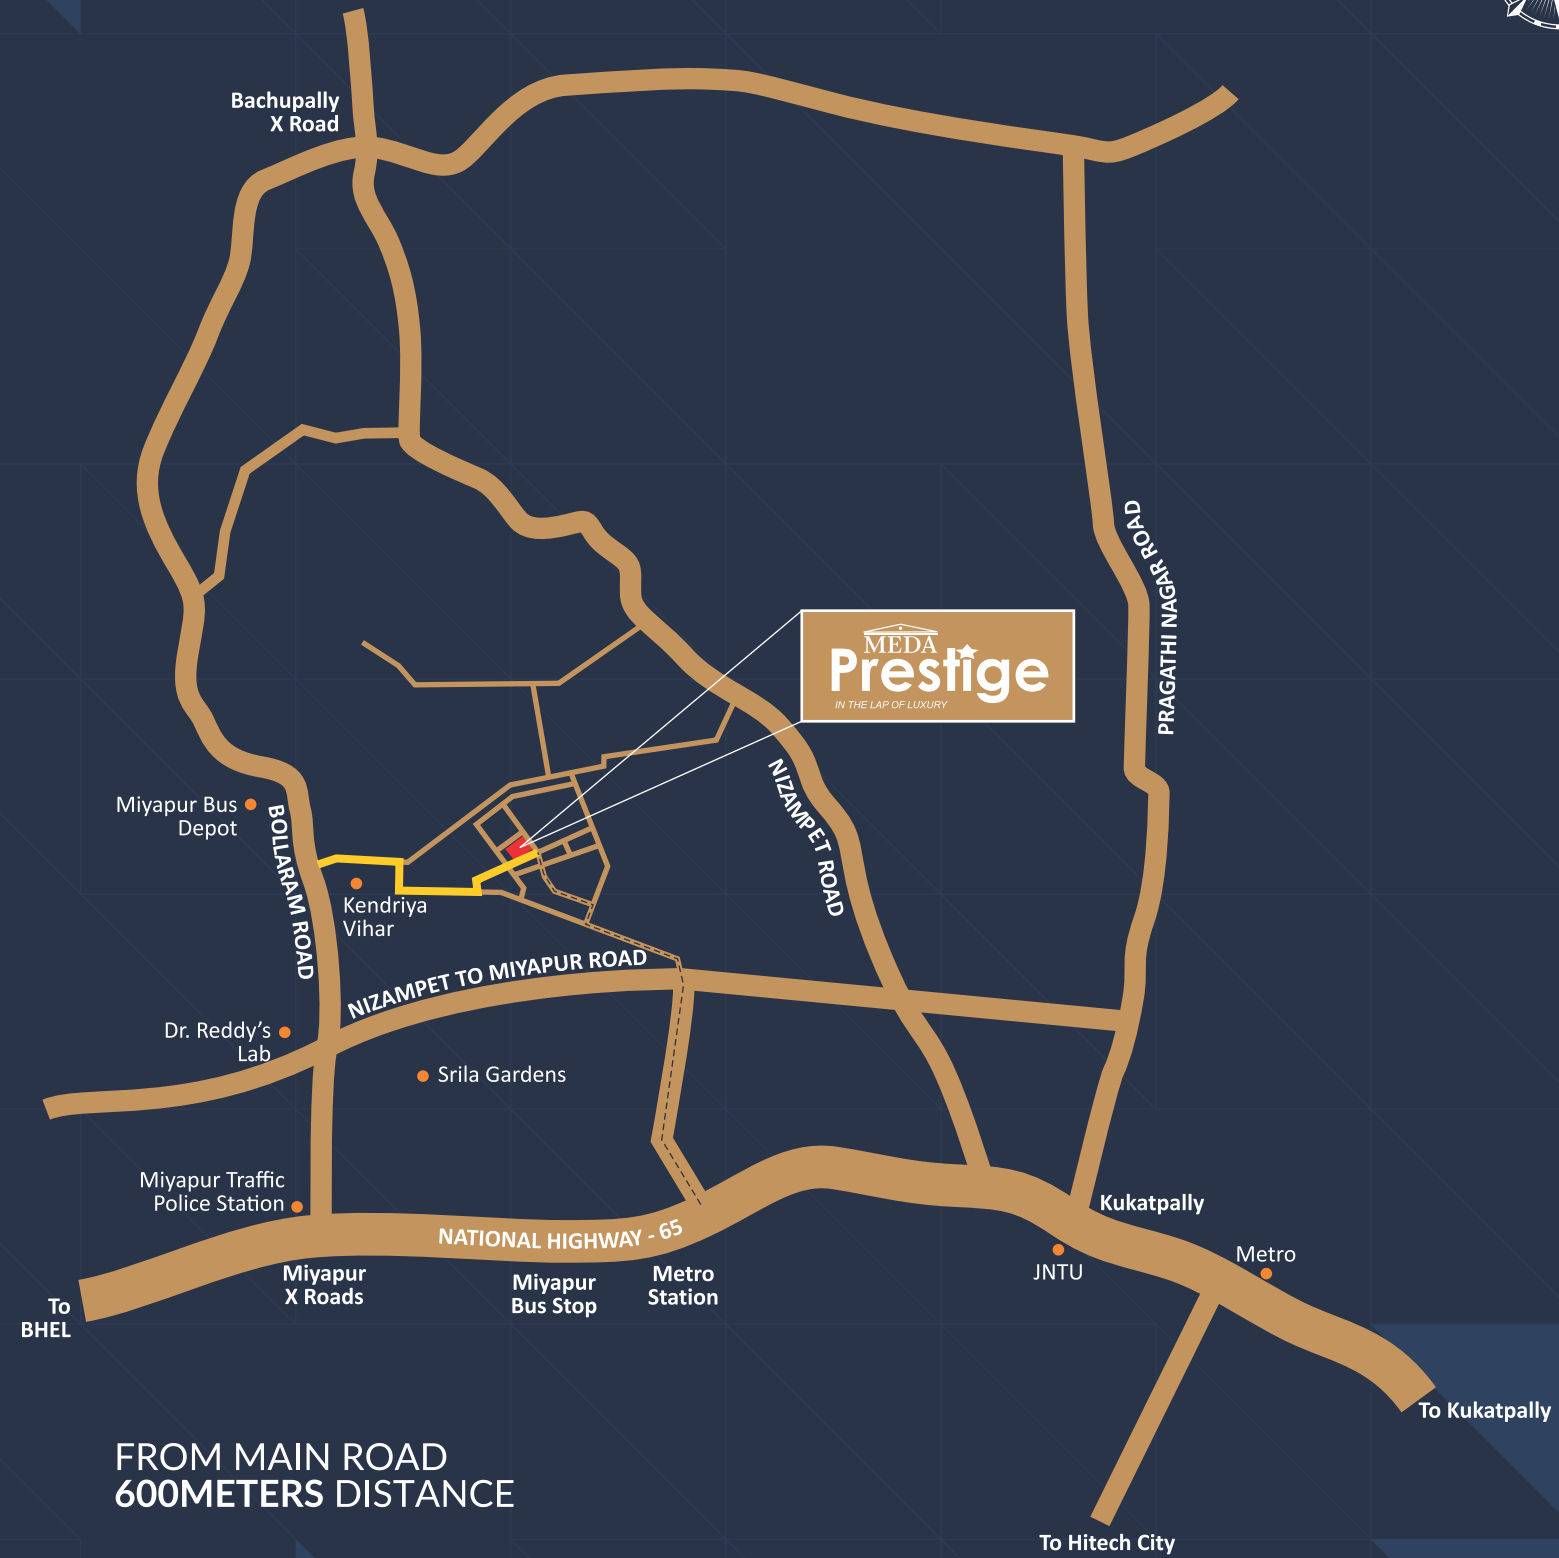 Bachupally
X Road
MEDA
Prestige
IN THE LAP OF LUXURY
PRAGATHI NAGAR ROAD
NIZAMPET ROAD
Miyapur Bus
Depot
BOLLARAM ROAD
Kendriya
Vihar
NIZAMPET TO MIYAPUR ROAD
Dr. Reddy’s
Lab
Srila Gardens
Miyapur Traffic
Police Station
NATIONAL HIGHWAY - 65
Kukatpally
JNTU
Metro
Miyapur
X Roads
Miyapur
Bus Stop
Metro
Station
To
BHEL
To Kukatpally
FROM MAIN ROAD
600METERS DISTANCE
To Hitech City